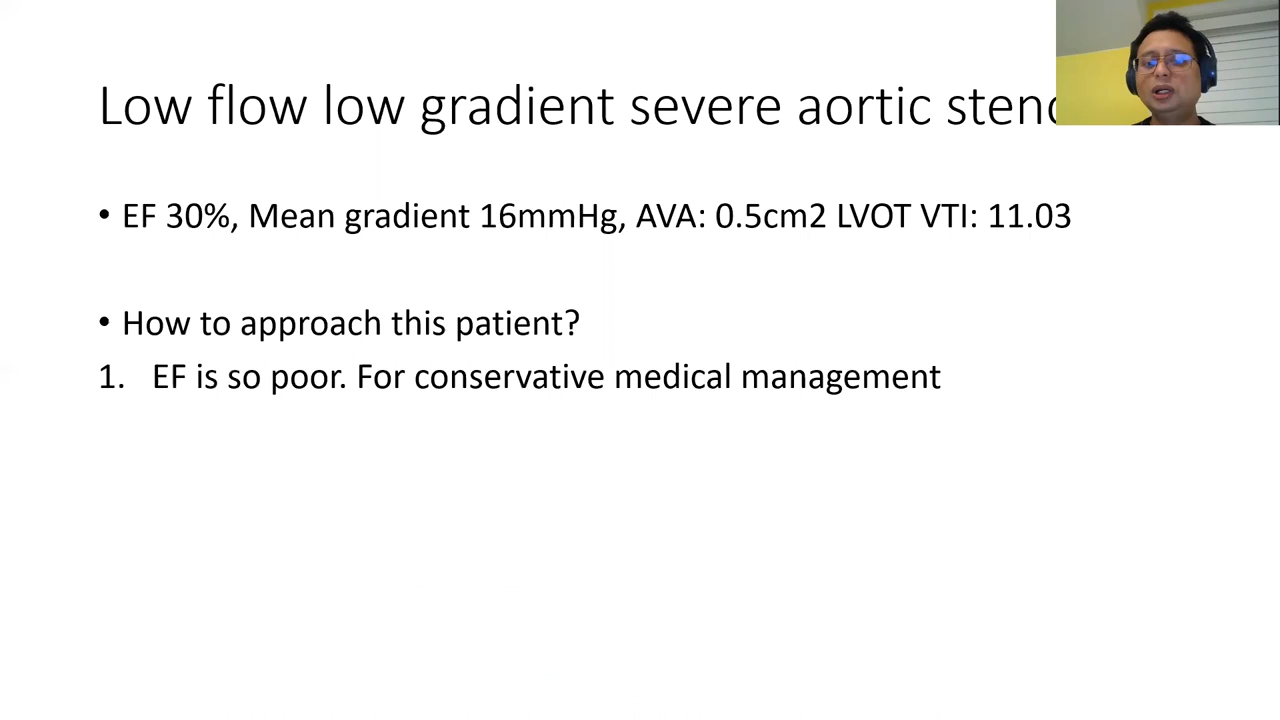 Low flow low gradient severe aortic
• EF 30%, Mean gradient 16mmHg, AVA: 0.5cm2 LVOT VTI: 11.03
• How to approach this patient?
1. EF is so poor. For conservative medical management